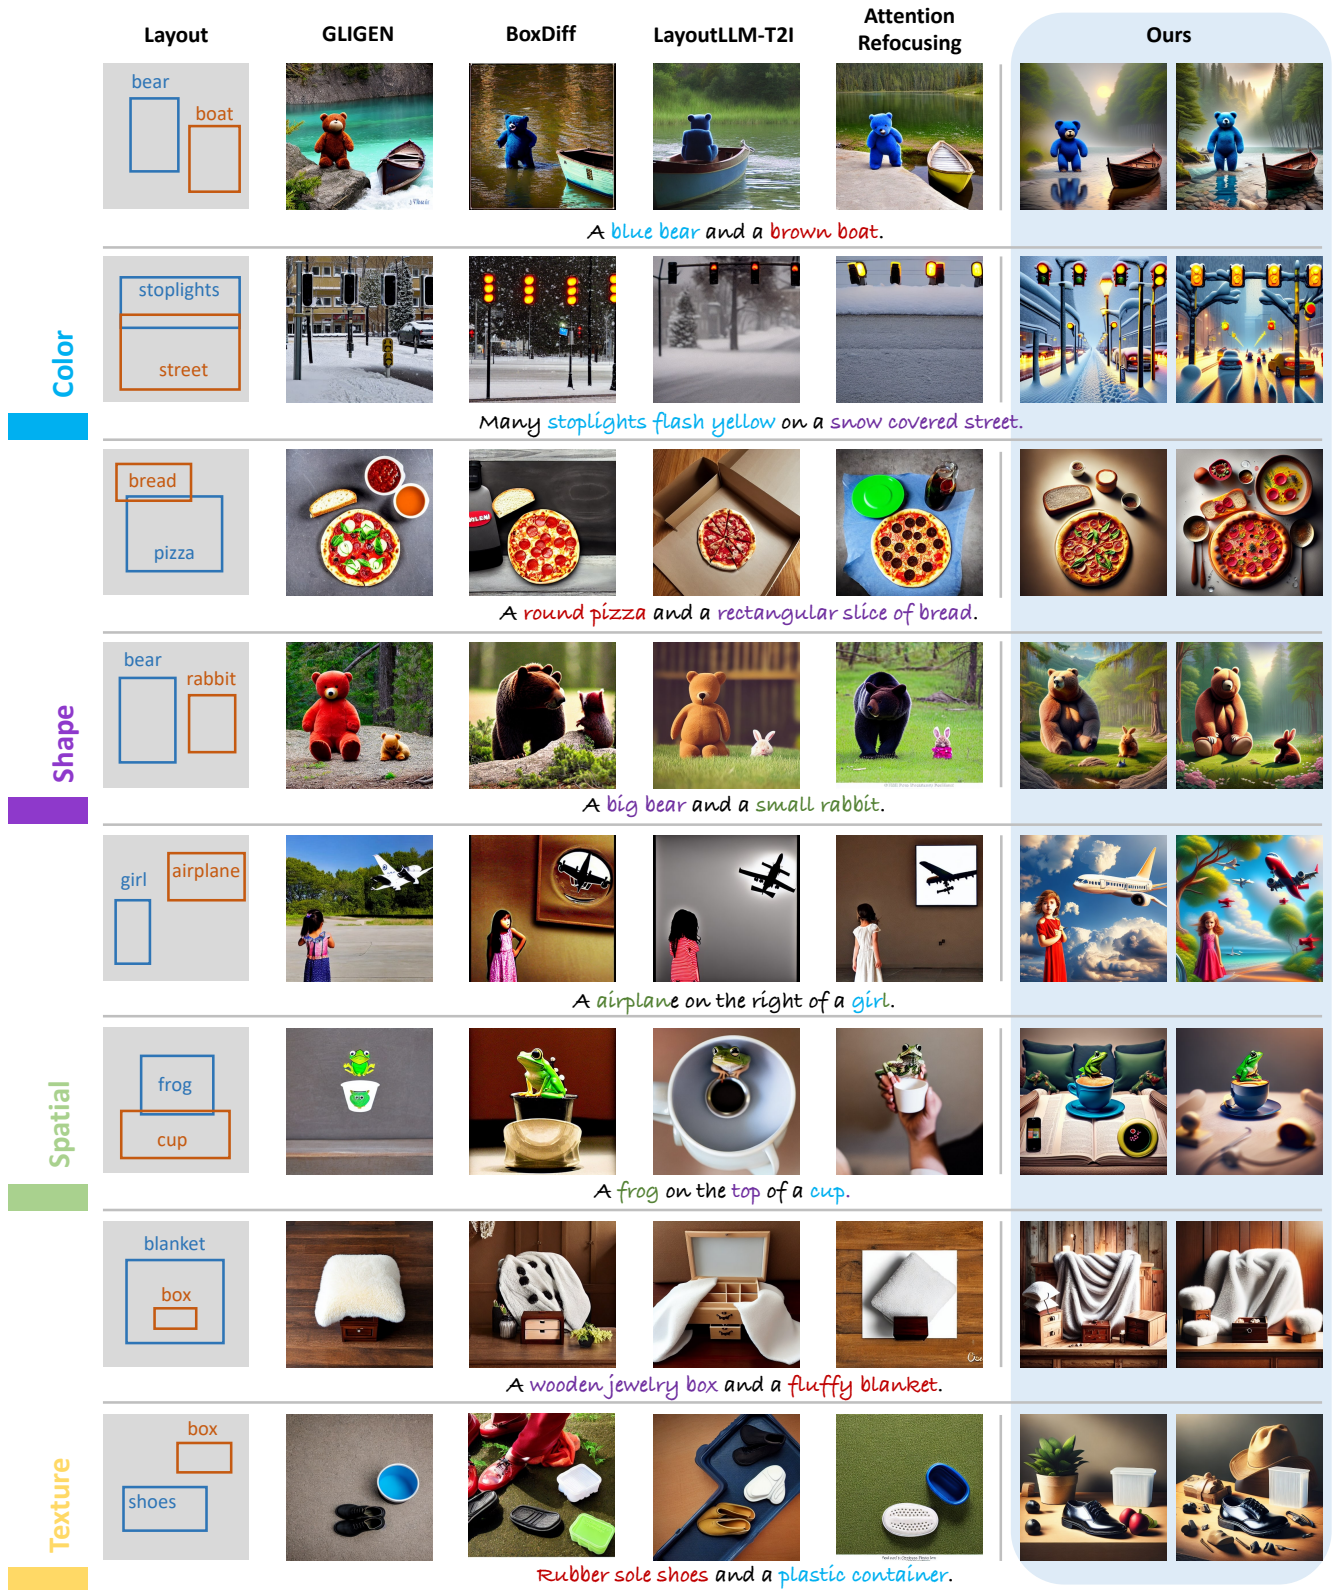 Layout
GLIGEN
BoxDiff
LayoutLLM-T2I
Attention
Refocusing
Ours
bear
boat
A blue bear and a brown boat.
Color
stoplights
street
Many stoplights flash yellow on a snow covered street.
bread
pizza
A round pizza and a rectangular slice of bread.
Shape
bear
rabbit
A big bear and a small rabbit.
girl
airplane
A airplane on the right of a girl.
Spatial
frog
cup
A frog on the top of a cup.
blanket
box
A wooden jewelry box and a fluffy blanket.
Texture
box
shoes
Rubber sole shoes and a plastic container.